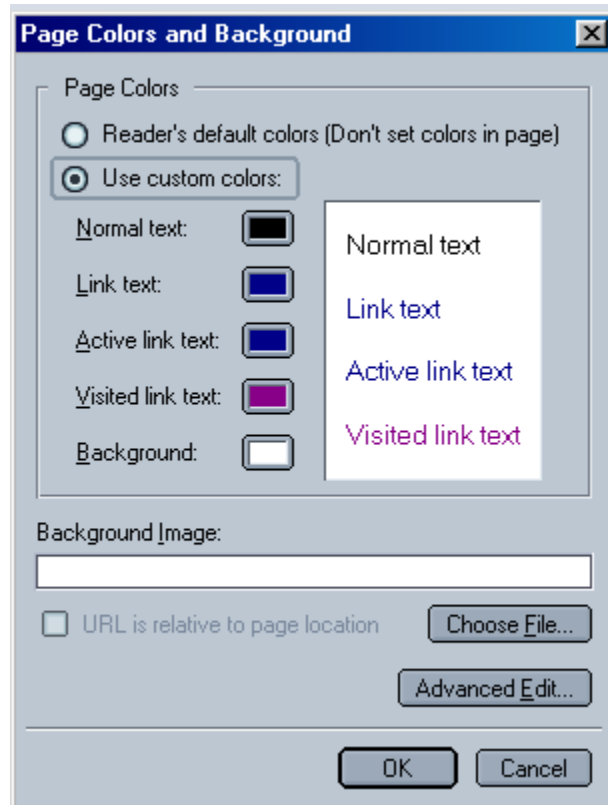 Page Colors and Background
Page Colors
Reader's default colors (Don't set colors in page)
Use custom colors:
Normal text:
Link text:
Active link text:
Visited link text:
Background:
Normal text
Link text
Active link text
Visited link text
Background Image:
URL is relative to page location
Choose File...
Advanced Edit...
OK Cancel